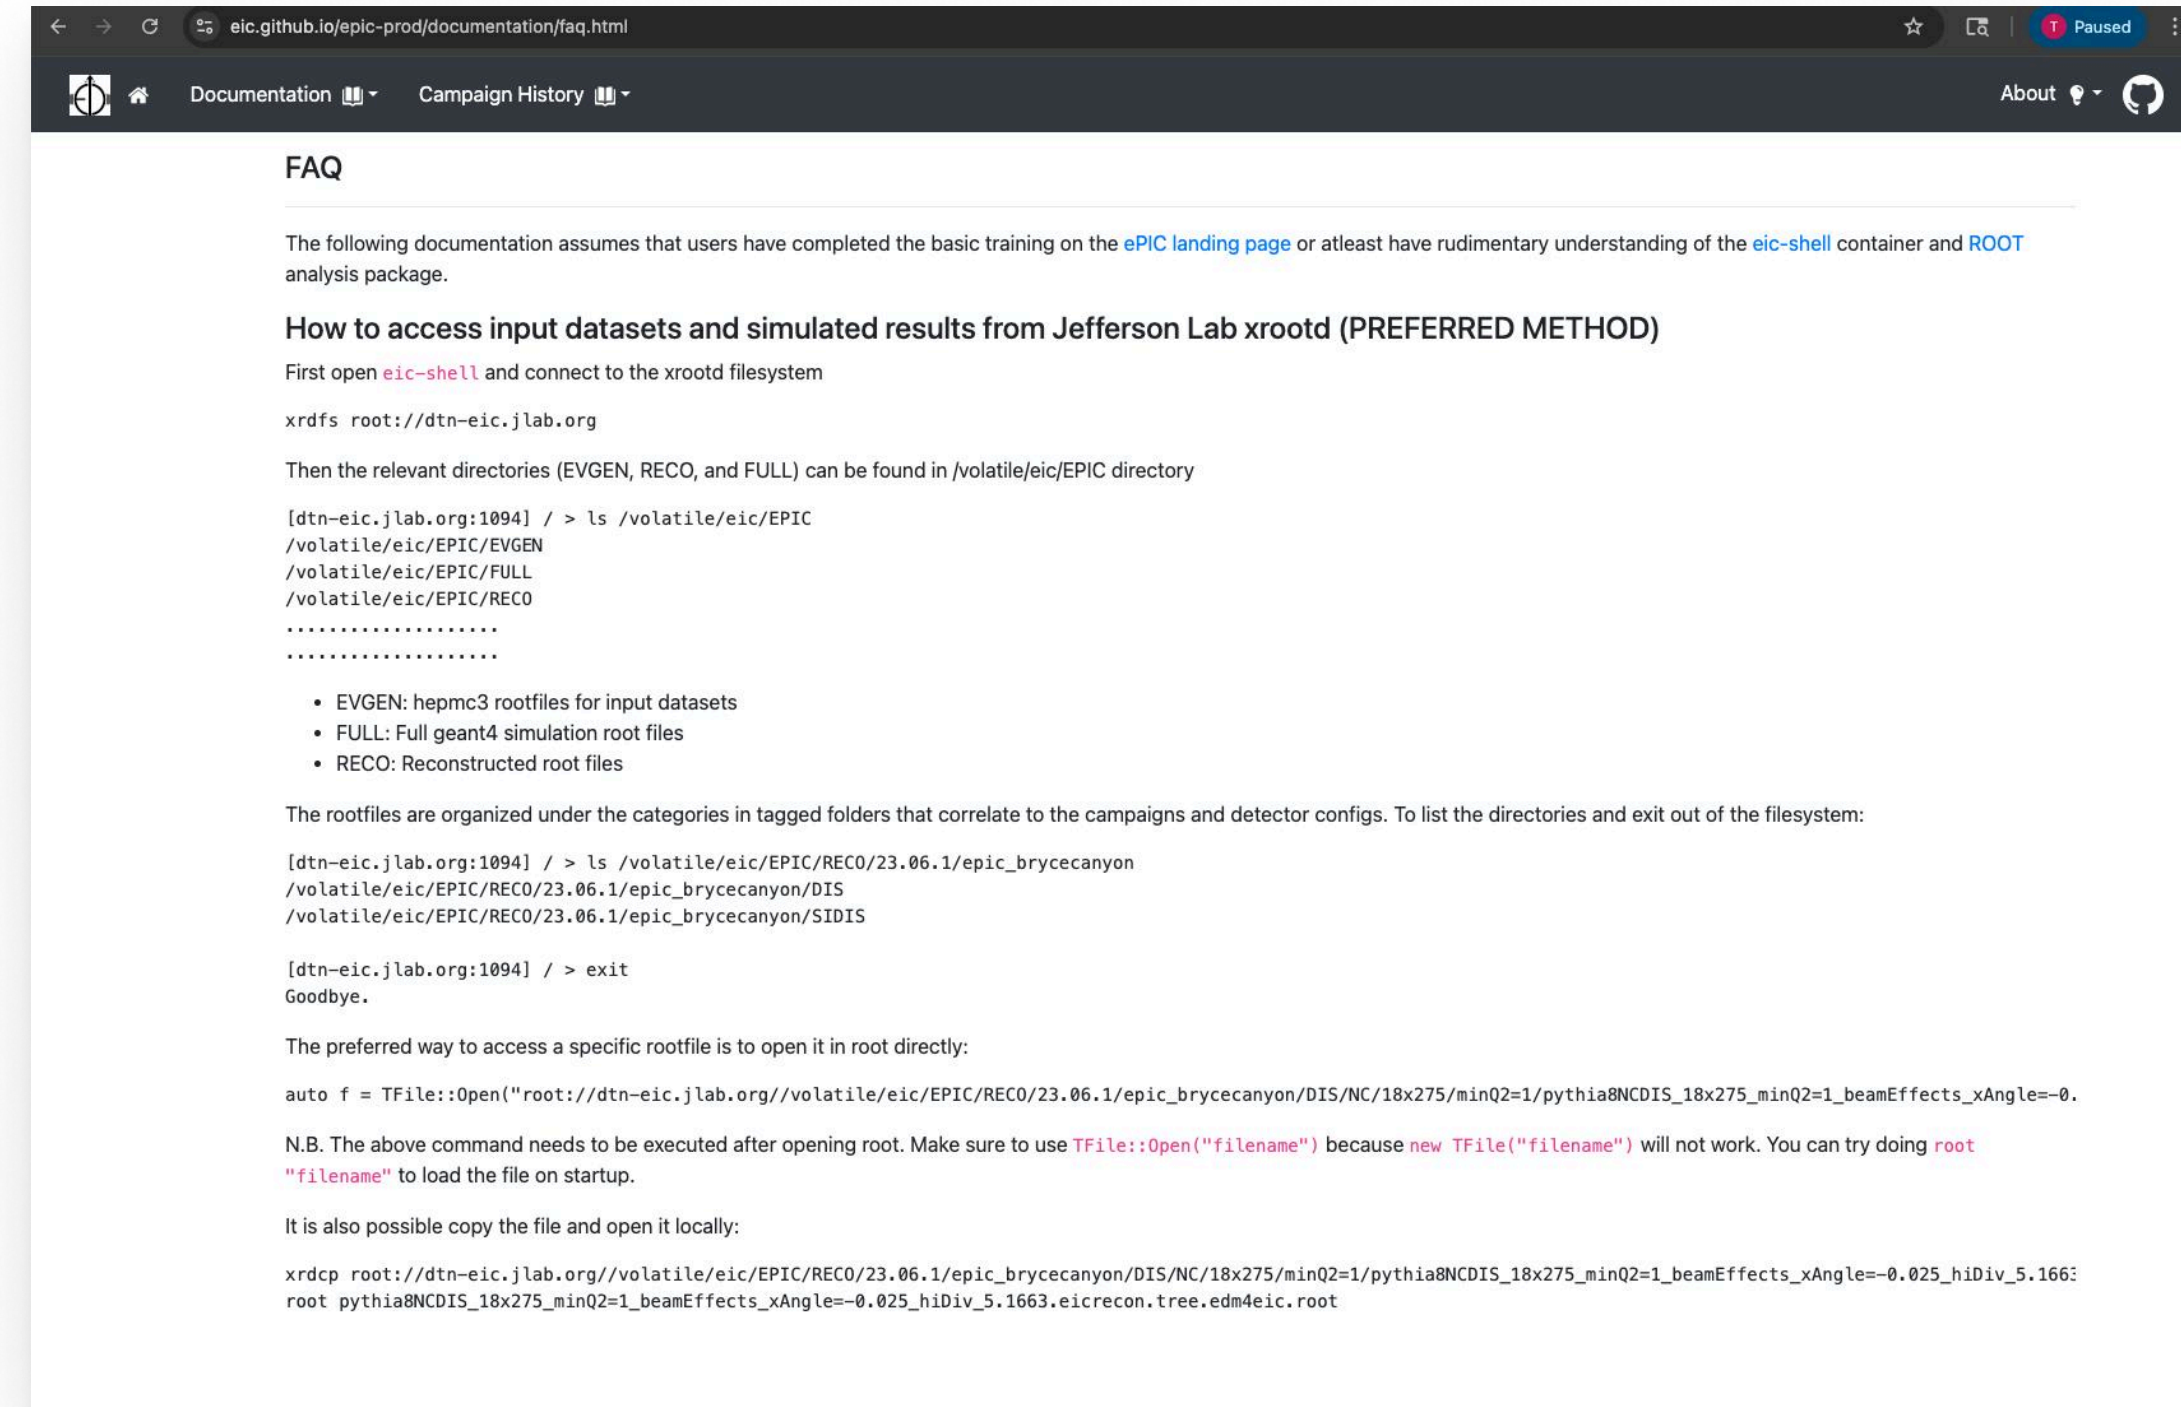 eic.github.io/epic-prod/documentation/faq.html
T Paused
Documentation
Campaign History
About
FAQ
The following documentation assumes that users have completed the basic training on the ePIC landing page or atleast have rudimentary understanding of the eic-shell container and ROOT
analysis package.
How to access input datasets and simulated results from Jefferson Lab xrootd (PREFERRED METHOD)
First open eic-shell and connect to the xrootd filesystem
xrdfs root://dtn-eic.jlab.org
Then the relevant directories (EVGEN, RECO, and FULL) can be found in /volatile/eic/EPIC directory
[dtn-eic.jlab.org:1094] / > ls /volatile/eic/EPIC
/volatile/eic/EPIC/EVGEN
/volatile/eic/EPIC/FULL
/volatile/eic/EPIC/RECO
....................
....................
• EVGEN: hepmc3 rootfiles for input datasets
• FULL: Full geant4 simulation root files
• RECO: Reconstructed root files
The rootfiles are organized under the categories in tagged folders that correlate to the campaigns and detector configs. To list the directories and exit out of the filesystem:
[dtn-eic.jlab.org:1094] / > ls /volatile/eic/EPIC/RECO/23.06.1/epic_brycecanyon
/volatile/eic/EPIC/RECO/23.06.1/epic_brycecanyon/DIS
/volatile/eic/EPIC/RECO/23.06.1/epic_brycecanyon/SIDIS
[dtn-eic.jlab.org:1094] / > exit
Goodbye.
The preferred way to access a specific rootfile is to open it in root directly:
auto f = TFile::Open("root://dtn-eic.jlab.org//volatile/eic/EPIC/RECO/23.06.1/epic_brycecanyon/DIS/NC/18x275/minQ2=1/pythia8NCDIS_18x275_minQ2=1_beamEffects_xAngle=-0.
N.B. The above command needs to be executed after opening root. Make sure to use TFile::Open("filename") because new TFile("filename") will not work. You can try doing root
"filename" to load the file on startup.
It is also possible copy the file and open it locally:
xrdcp root://dtn-eic.jlab.org//volatile/eic/EPIC/RECO/23.06.1/epic_brycecanyon/DIS/NC/18x275/minQ2=1/pythia8NCDIS_18x275_minQ2=1_beamEffects_xAngle=-0.025_hiDiv_5.1663
root pythia8NCDIS_18x275_minQ2=1_beamEffects_xAngle=-0.025_hiDiv_5.1663.eicrecon.tree.edm4eic.root